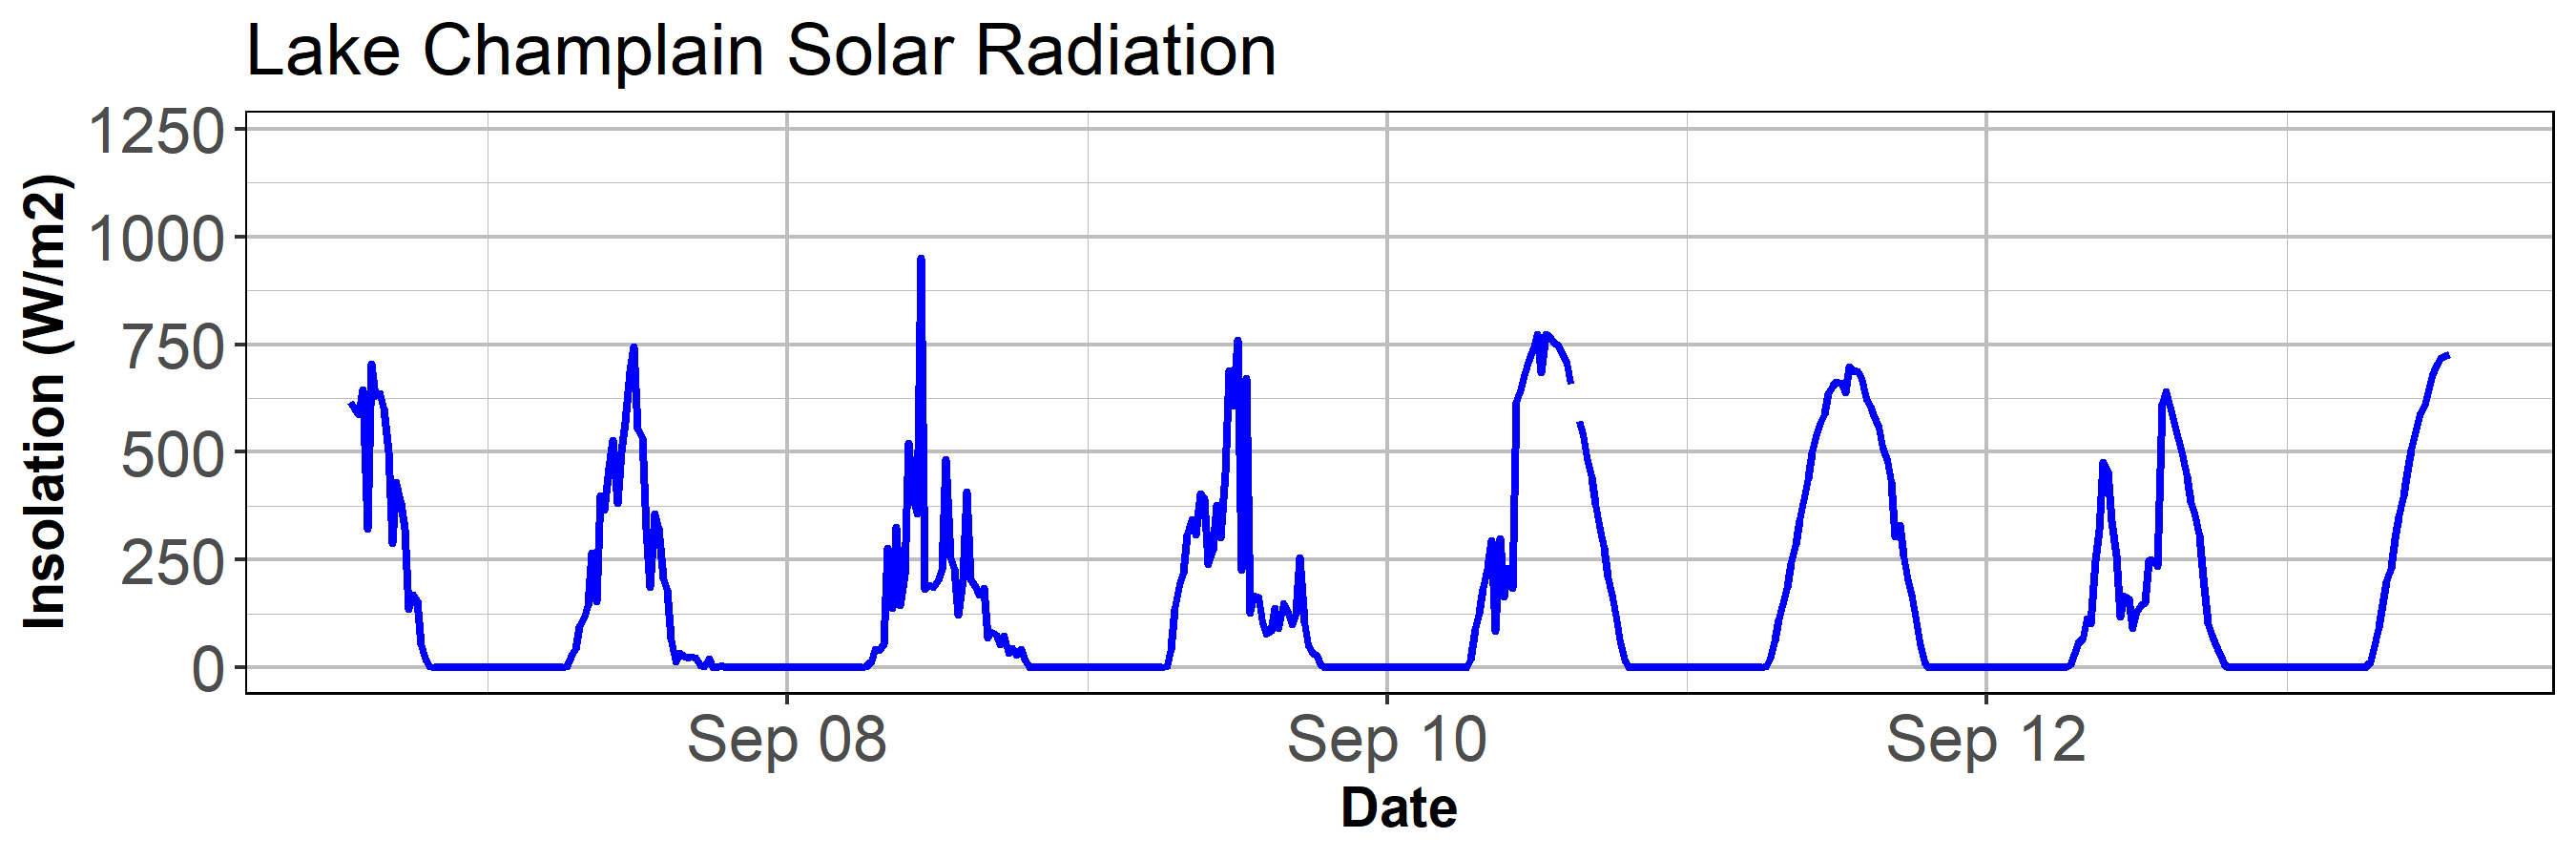 Lake Champlain Solar Radiation
1250
1000
750
500
250
0
Insolation (W/m2)
Sep 08
Sep 10
Sep 12
Date